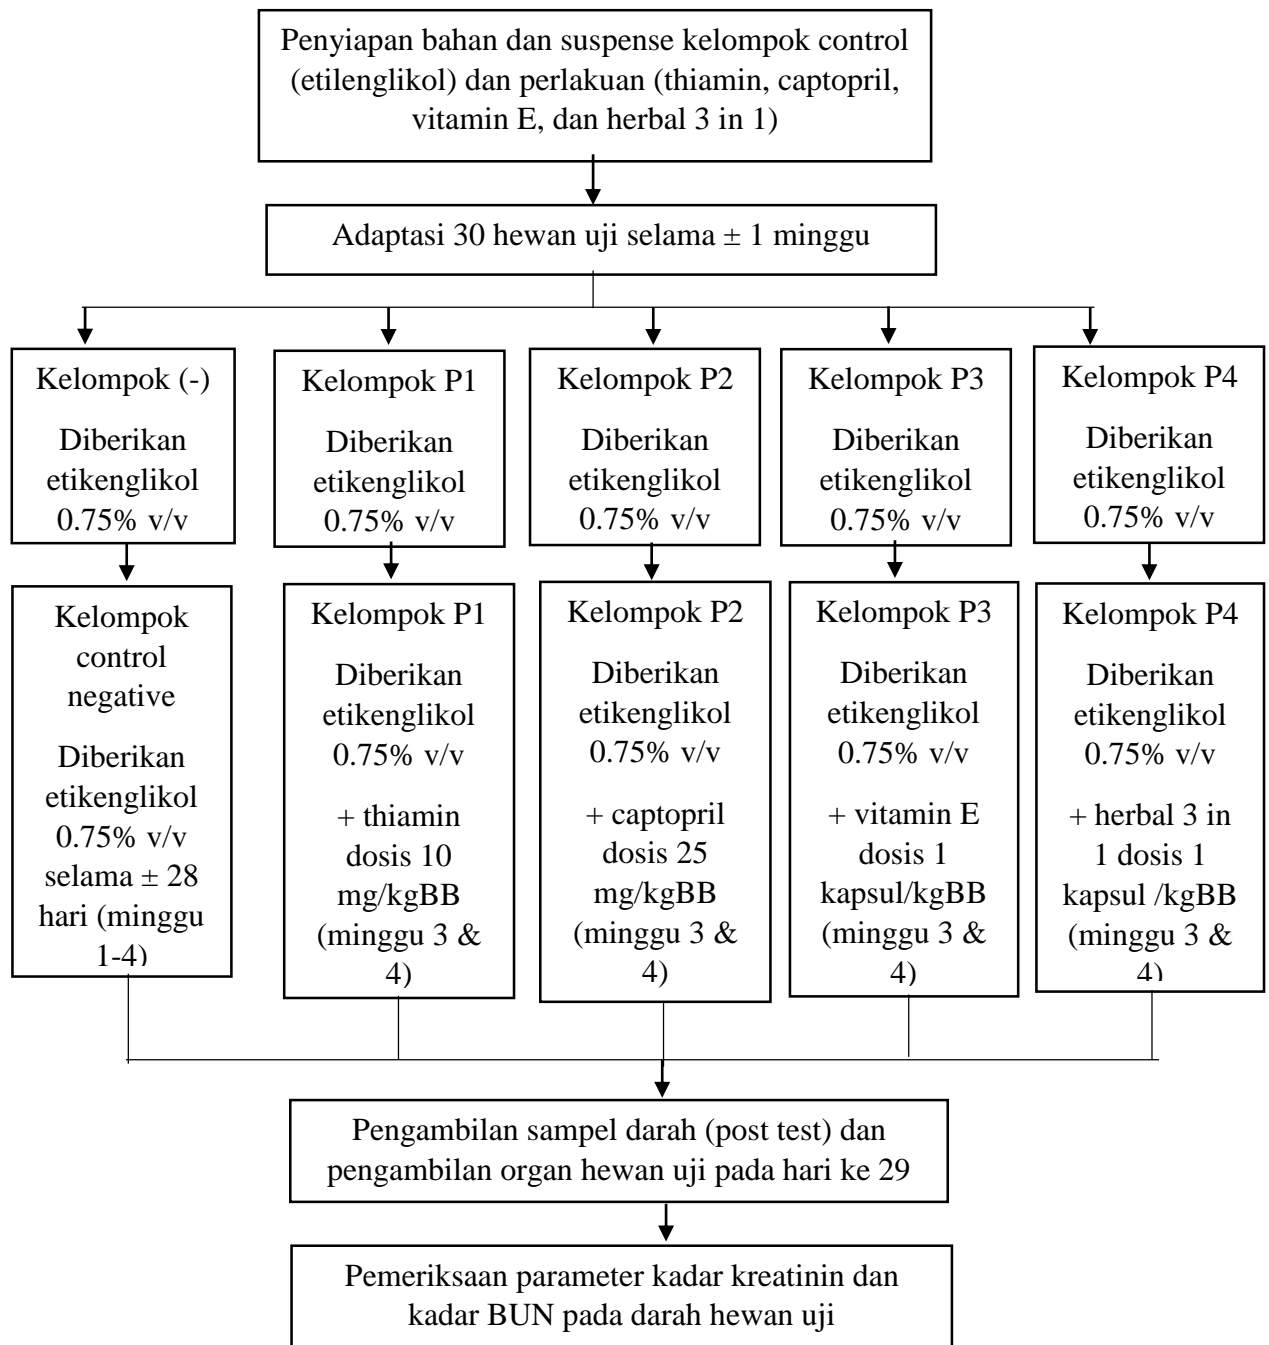 Penyiapan bahan dan suspense kelompok control
(etilenglikol) dan perlakuan (thiamin, captopril,
vitamin E, dan herbal 3 in 1)
Adaptasi 30 hewan uji selama ± 1 minggu
Kelompok (-)
Diberikan
etikenglikol
0.75% v/v
Kelompok P1
Diberikan
etikenglikol
0.75% v/v
Kelompok P2
Diberikan
etikenglikol
0.75% v/v
Kelompok P3
Diberikan
etikenglikol
0.75% v/v
Kelompok P4
Diberikan
etikenglikol
0.75% v/v
Kelompok
control
negative
Diberikan
etikenglikol
0.75% v/v
selama ± 28
hari (minggu
1-4)
Kelompok P1
Diberikan
etikenglikol
0.75% v/v
+ thiamin
dosis 10
mg/kgBB
(minggu 3 &
4)
Kelompok P2
Diberikan
etikenglikol
0.75% v/v
+ captopril
dosis 25
mg/kgBB
(minggu 3 &
4)
Kelompok P3
Diberikan
etikenglikol
0.75% v/v
+ vitamin E
dosis 1
kapsul/kgBB
(minggu 3 &
4)
Kelompok P4
Diberikan
etikenglikol
0.75% v/v
+ herbal 3 in
1 dosis 1
kapsul /kgBB
(minggu 3 &
4)
Pengambilan sampel darah (post test) dan
pengambilan organ hewan uji pada hari ke 29
Pemeriksaan parameter kadar kreatinin dan
kadar BUN pada darah hewan uji